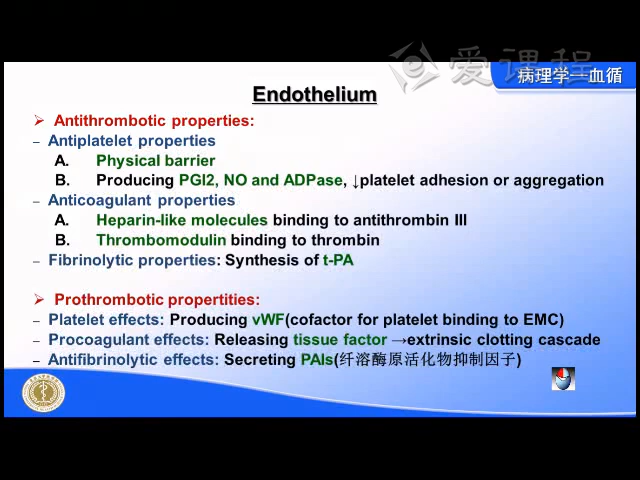 爱课程
病理学—血循
Endothelium
➢ Antithrombotic properties:
– Antiplatelet properties
A. Physical barrier
B. Producing PGI2, NO and ADPase, ↓platelet adhesion or aggregation
– Anticoagulant properties
A. Heparin-like molecules binding to antithrombin III
B. Thrombomodulin binding to thrombin
– Fibrinolytic properties: Synthesis of t-PA
➢ Prothrombotic propertities:
– Platelet effects: Producing vWF(cofactor for platelet binding to EMC)
– Procoagulant effects: Releasing tissue factor →extrinsic clotting cascade
– Antifibrinolytic effects: Secreting PAIs(纤溶酶原活化物抑制因子)